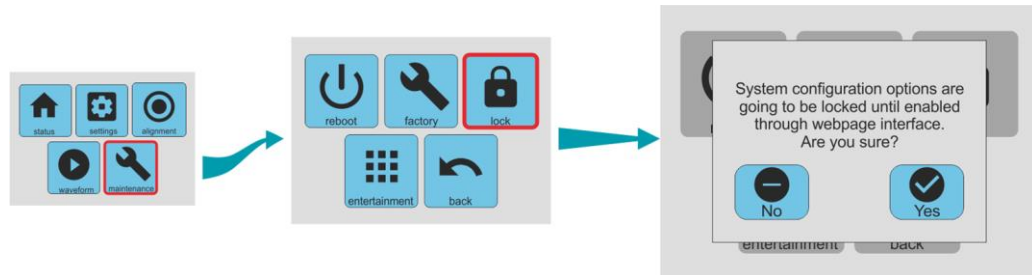 status settings alignment
waveform maintenance
reboot factory lock
entertainment back
System configuration options are
going to be locked until enabled
through webpage interface.
Are you sure?
No Yes
entertainment back